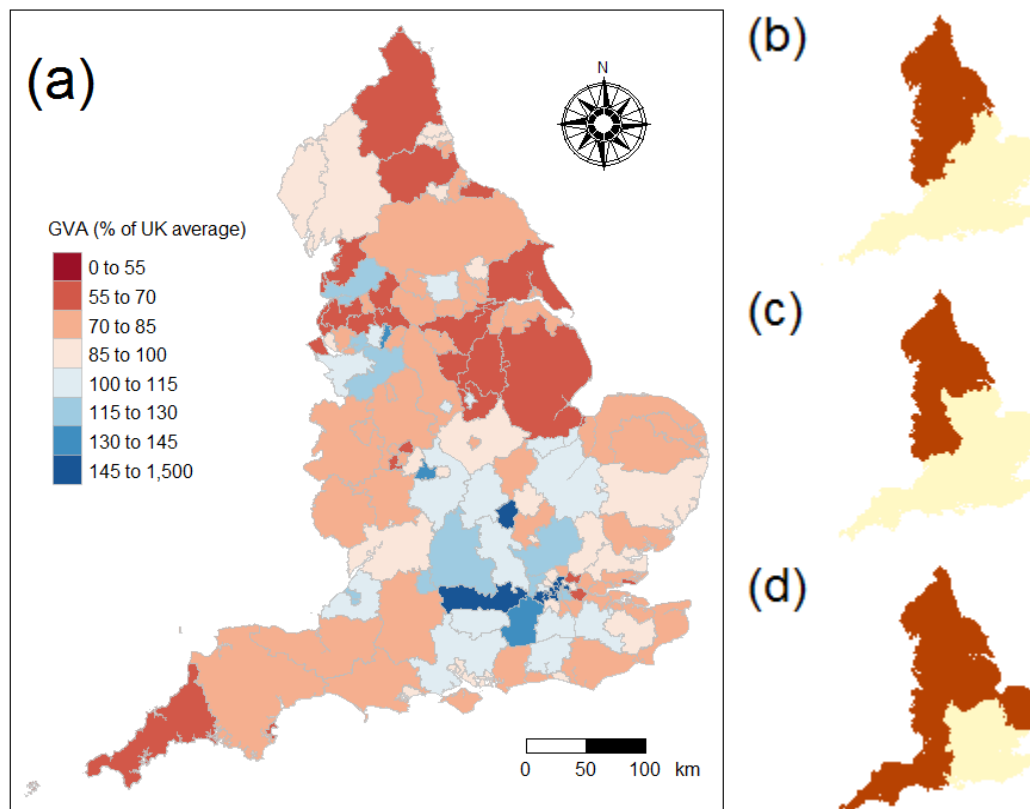 (a)
N
GVA (% of UK average)
0 to 55
55 to 70
70 to 85
85 to 100
100 to 115
115 to 130
130 to 145
145 to 1,500
0 50 100 km
(b)
(c)
(d)